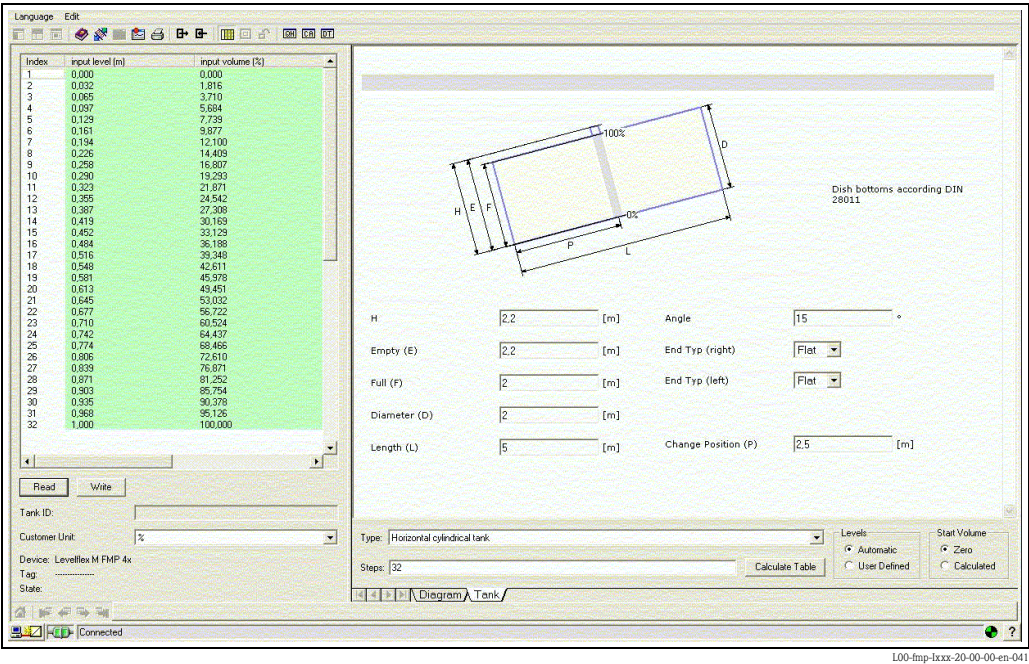 Language Edit
OH CA DT
Index input level (m) input volume (%)
1 0,000 0,000
2 0,032 1,816
3 0,065 3,710
4 0,097 5,684
5 0,129 7,739
6 0,161 9,877
7 0,194 12,100
8 0,226 14,409
9 0,258 16,807
10 0,290 19,293
11 0,323 21,871
12 0,355 24,542
13 0,387 27,308
14 0,419 30,169
15 0,452 33,129
16 0,484 36,188
17 0,516 39,348
18 0,548 42,611
19 0,581 45,978
20 0,613 49,451
21 0,645 53,032
22 0,677 56,722
23 0,710 60,524
24 0,742 64,437
25 0,774 68,466
26 0,806 72,610
27 0,839 76,871
28 0,871 81,252
29 0,903 85,754
30 0,935 90,378
31 0,968 95,126
32 1,000 100,000
Read Write
Tank ID:
Customer Unit: %
Device: Levelflex M FMP 4x
Tag: ---------------
State:
100%
D
H E F
0%
P
L
Dish bottoms according DIN
28011
H 2,2 [m] Angle 15 °
Empty (E) 2,2 [m] End Typ (right) Flat
Full (F) 2 [m] End Typ (left) Flat
Diameter (D) 2 [m]
Length (L) 5 [m] Change Position (P) 2,5 [m]
Type: Horizontal cylindrical tank
Steps: 32 Calculate Table
Levels
Automatic
User Defined
Start Volume
Zero
Calculated
Diagram Tank
Connected
?
L00-fmp-lxxx-20-00-00-en-041